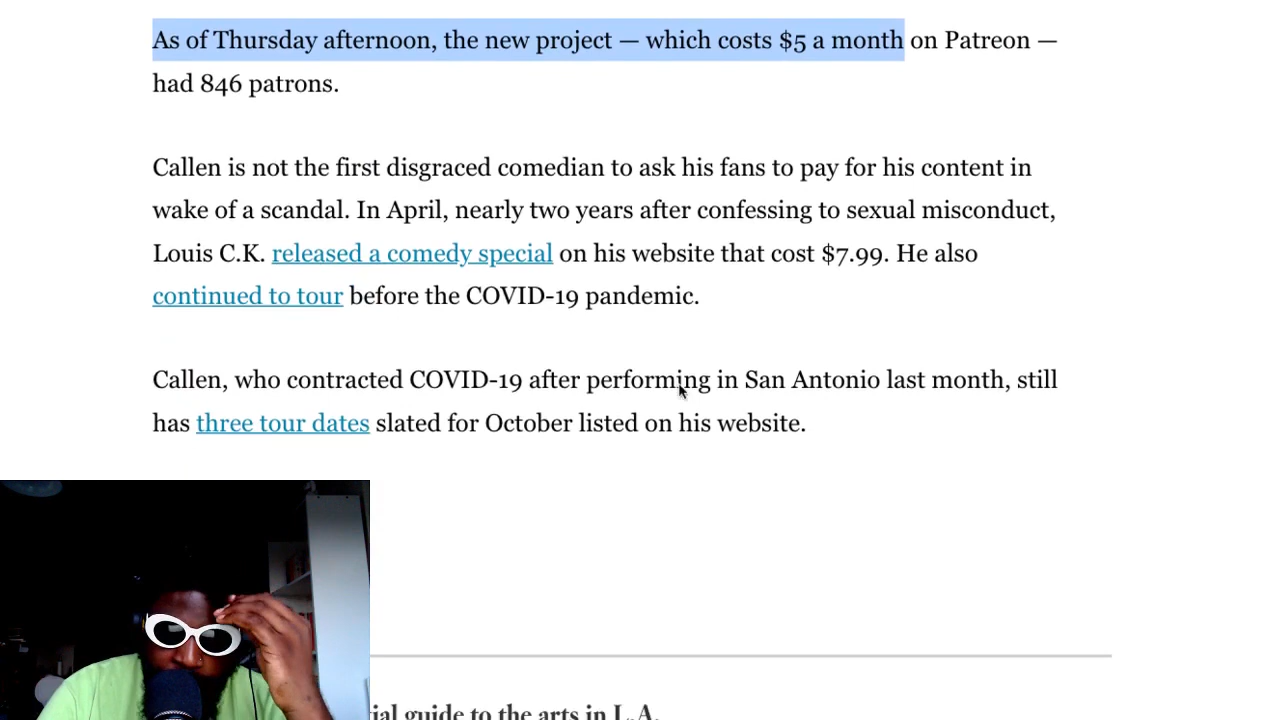 As of Thursday afternoon, the new project — which costs $5 a month on Patreon —
had 846 patrons.
Callen is not the first disgraced comedian to ask his fans to pay for his content in
wake of a scandal. In April, nearly two years after confessing to sexual misconduct,
Louis C.K. released a comedy special on his website that cost $7.99. He also
continued to tour before the COVID-19 pandemic.
Callen, who contracted COVID-19 after performing in San Antonio last month, still
has three tour dates slated for October listed on his website.
guide to the arts in L.A.